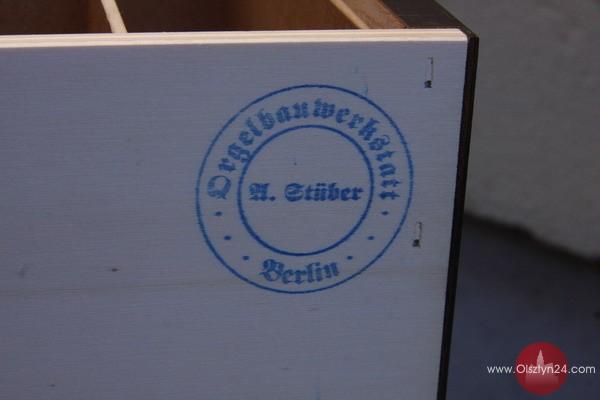 Orgelbauwerkstatt
A. Stüber
Berlin
www.Olsztyn24.com